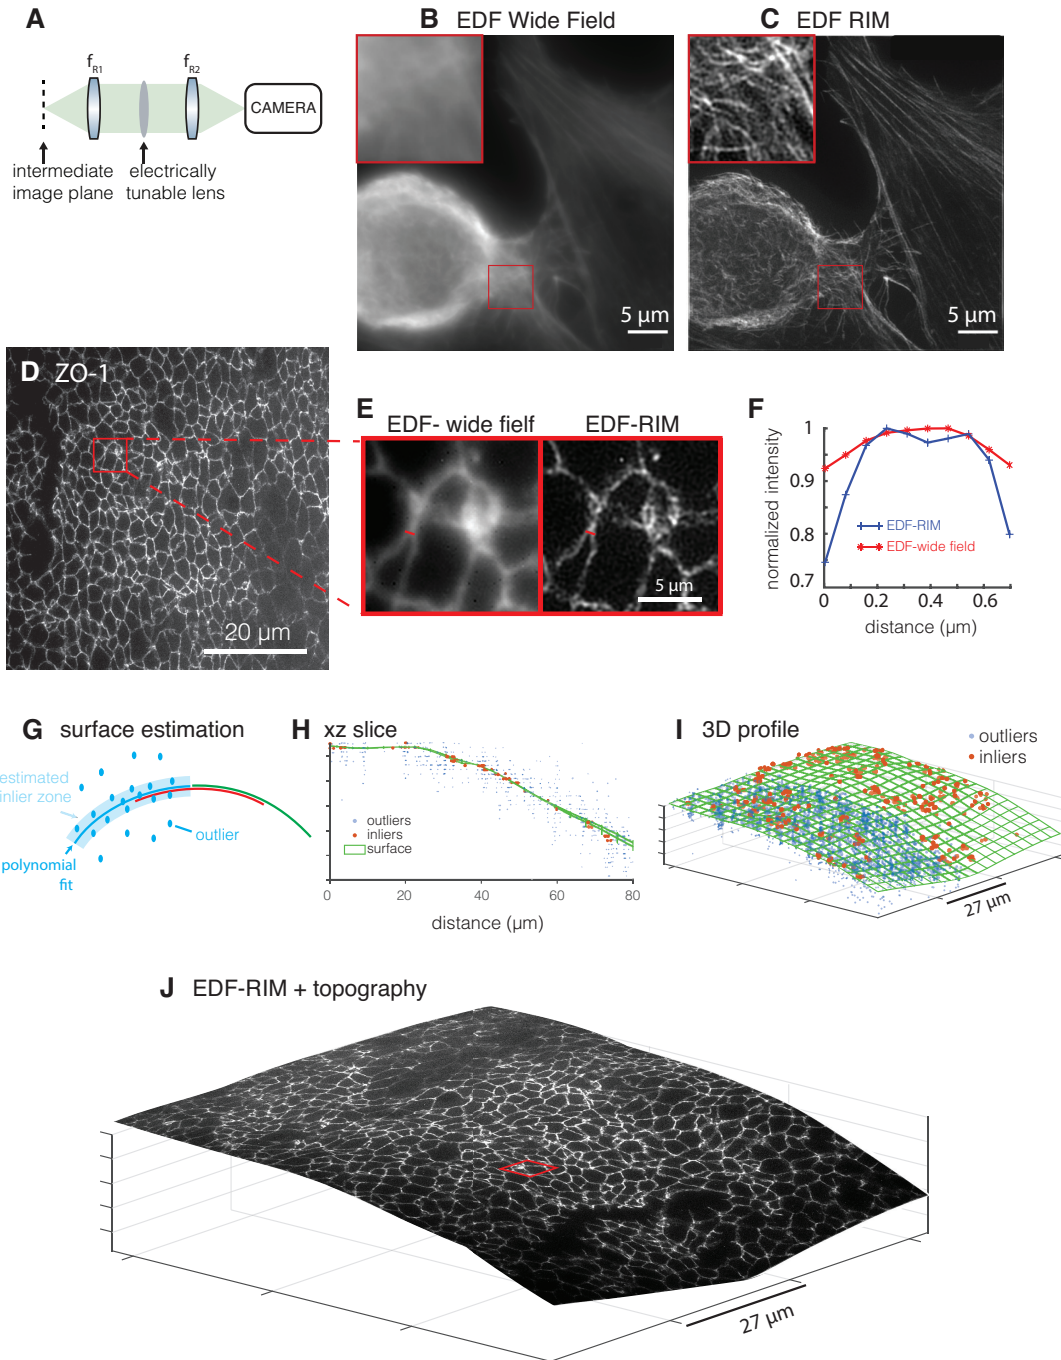 A
f R1
f R2
CAMERA
intermediate
image plane
electrically
tunable lens
B EDF Wide Field
5 µm
C EDF RIM
5 µm
D ZO-1
20 µm
E
EDF- wide fielf
EDF-RIM
5 µm
F
normalized intensity
1
0.9
0.8
0.7
EDF-RIM
EDF-wide field
0 0.2 0.4 0.6
distance (µm)
G surface estimation
estimated
inlier zone
outlier
polynomial
fit
H xz slice
outliers
inliers
surface
0 20 40 60 80
distance (µm)
I 3D profile
outliers
inliers
27 µm
J EDF-RIM + topography
27 µm